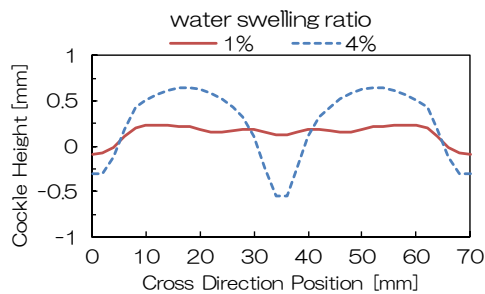 water swelling ratio
1% 4%
Cockle Height [mm]
1
0.5
0
-0.5
-1
0 10 20 30 40 50 60 70
Cross Direction Position [mm]